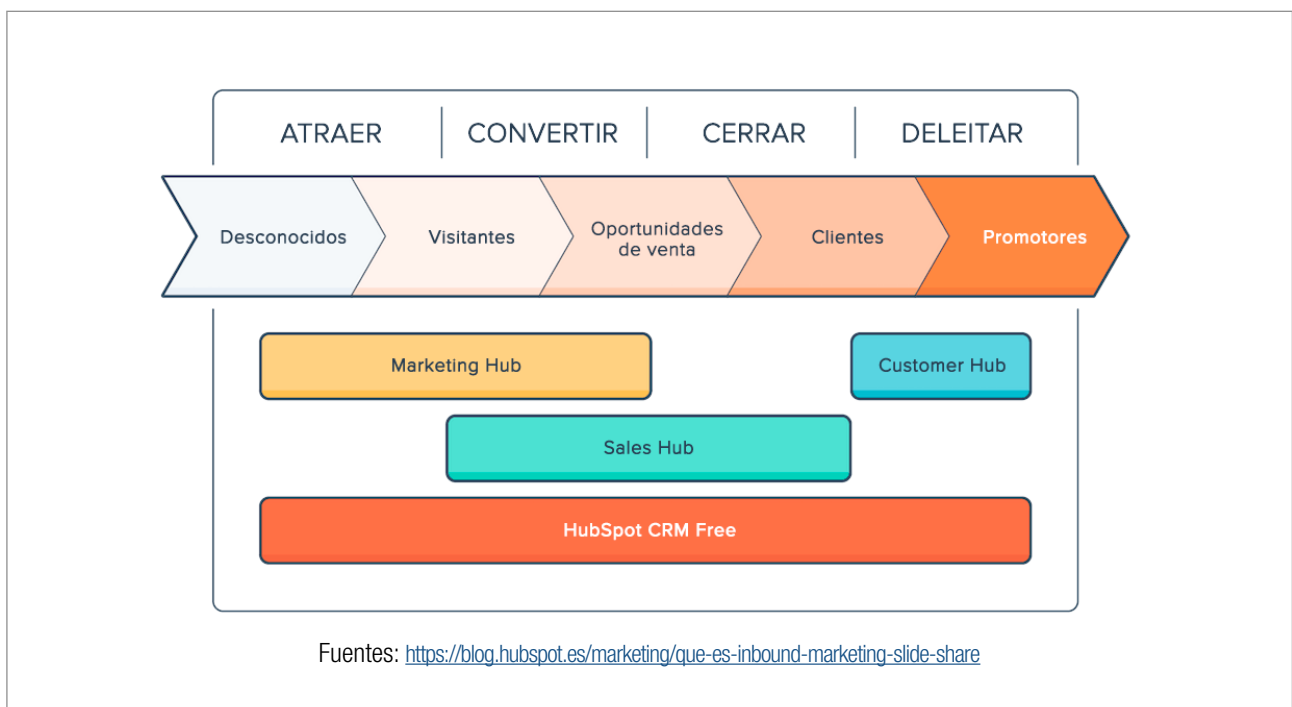 ATRAER
CONVERTIR
CERRAR
DELEITAR
Desconocidos
Visitantes
Oportunidades
de venta
Clientes
Promotores
Marketing Hub
Customer Hub
Sales Hub
HubSpot CRM Free
Fuentes: https://blog.hubspot.es/marketing/que-es-inbound-marketing-slide-share